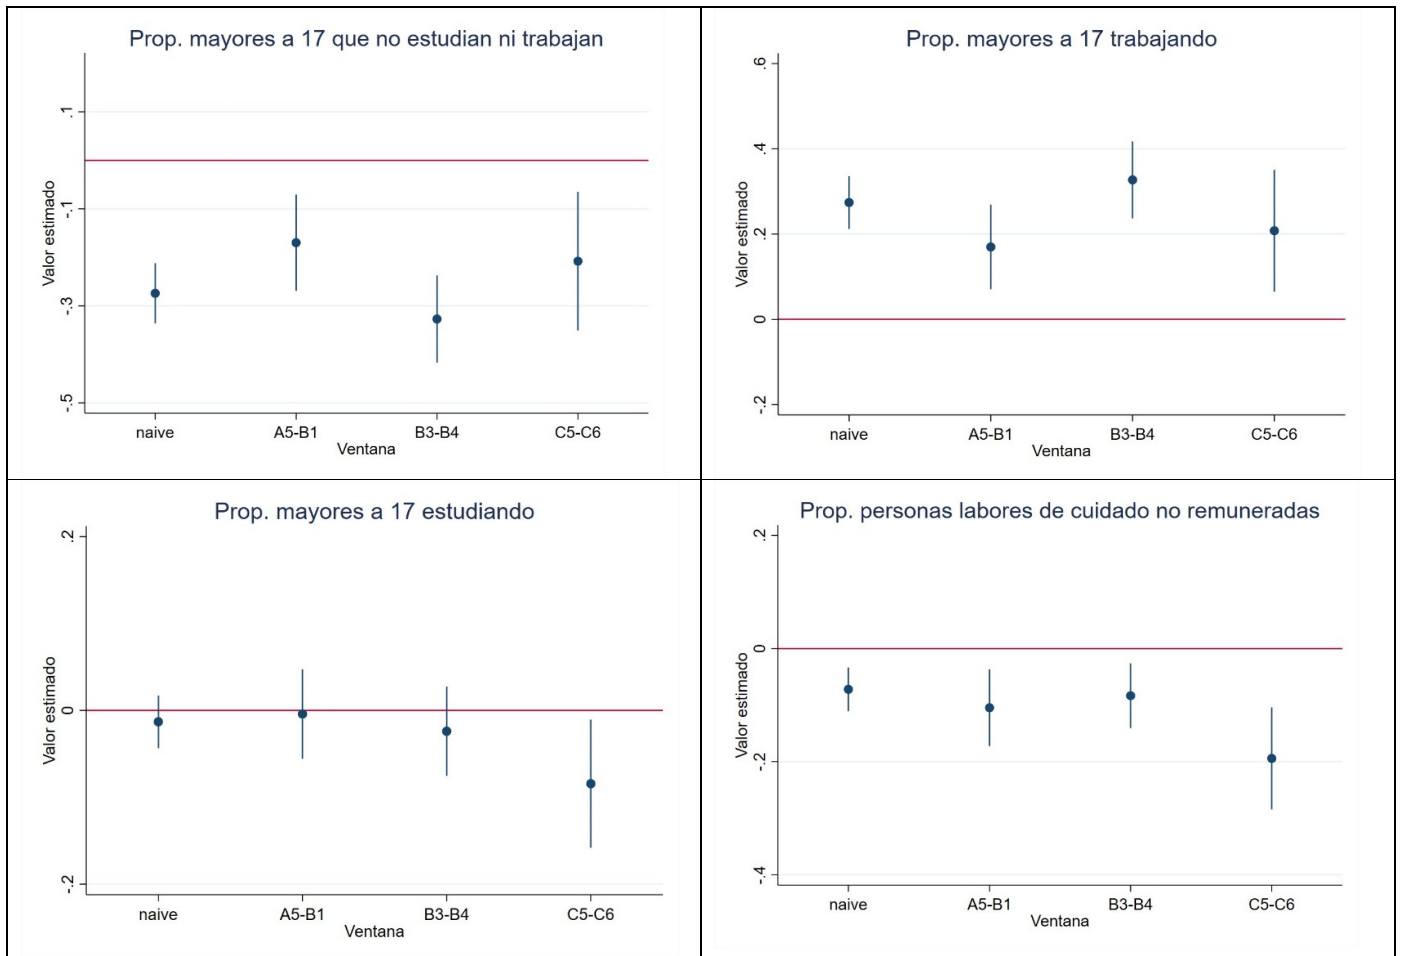 Prop. mayores a 17 que no estudian ni trabajan
Valor estimado
.1
-.1
-.3
-.5
naive A5-B1 B3-B4 C5-C6
Ventana
Prop. mayores a 17 trabajando
Valor estimado
.6
.4
.2
0
-.2
naive A5-B1 B3-B4 C5-C6
Ventana
Prop. mayores a 17 estudiando
Valor estimado
.2
0
-.2
naive A5-B1 B3-B4 C5-C6
Ventana
Prop. personas labores de cuidado no remuneradas
Valor estimado
.2
0
-.2
-.4
naive A5-B1 B3-B4 C5-C6
Ventana